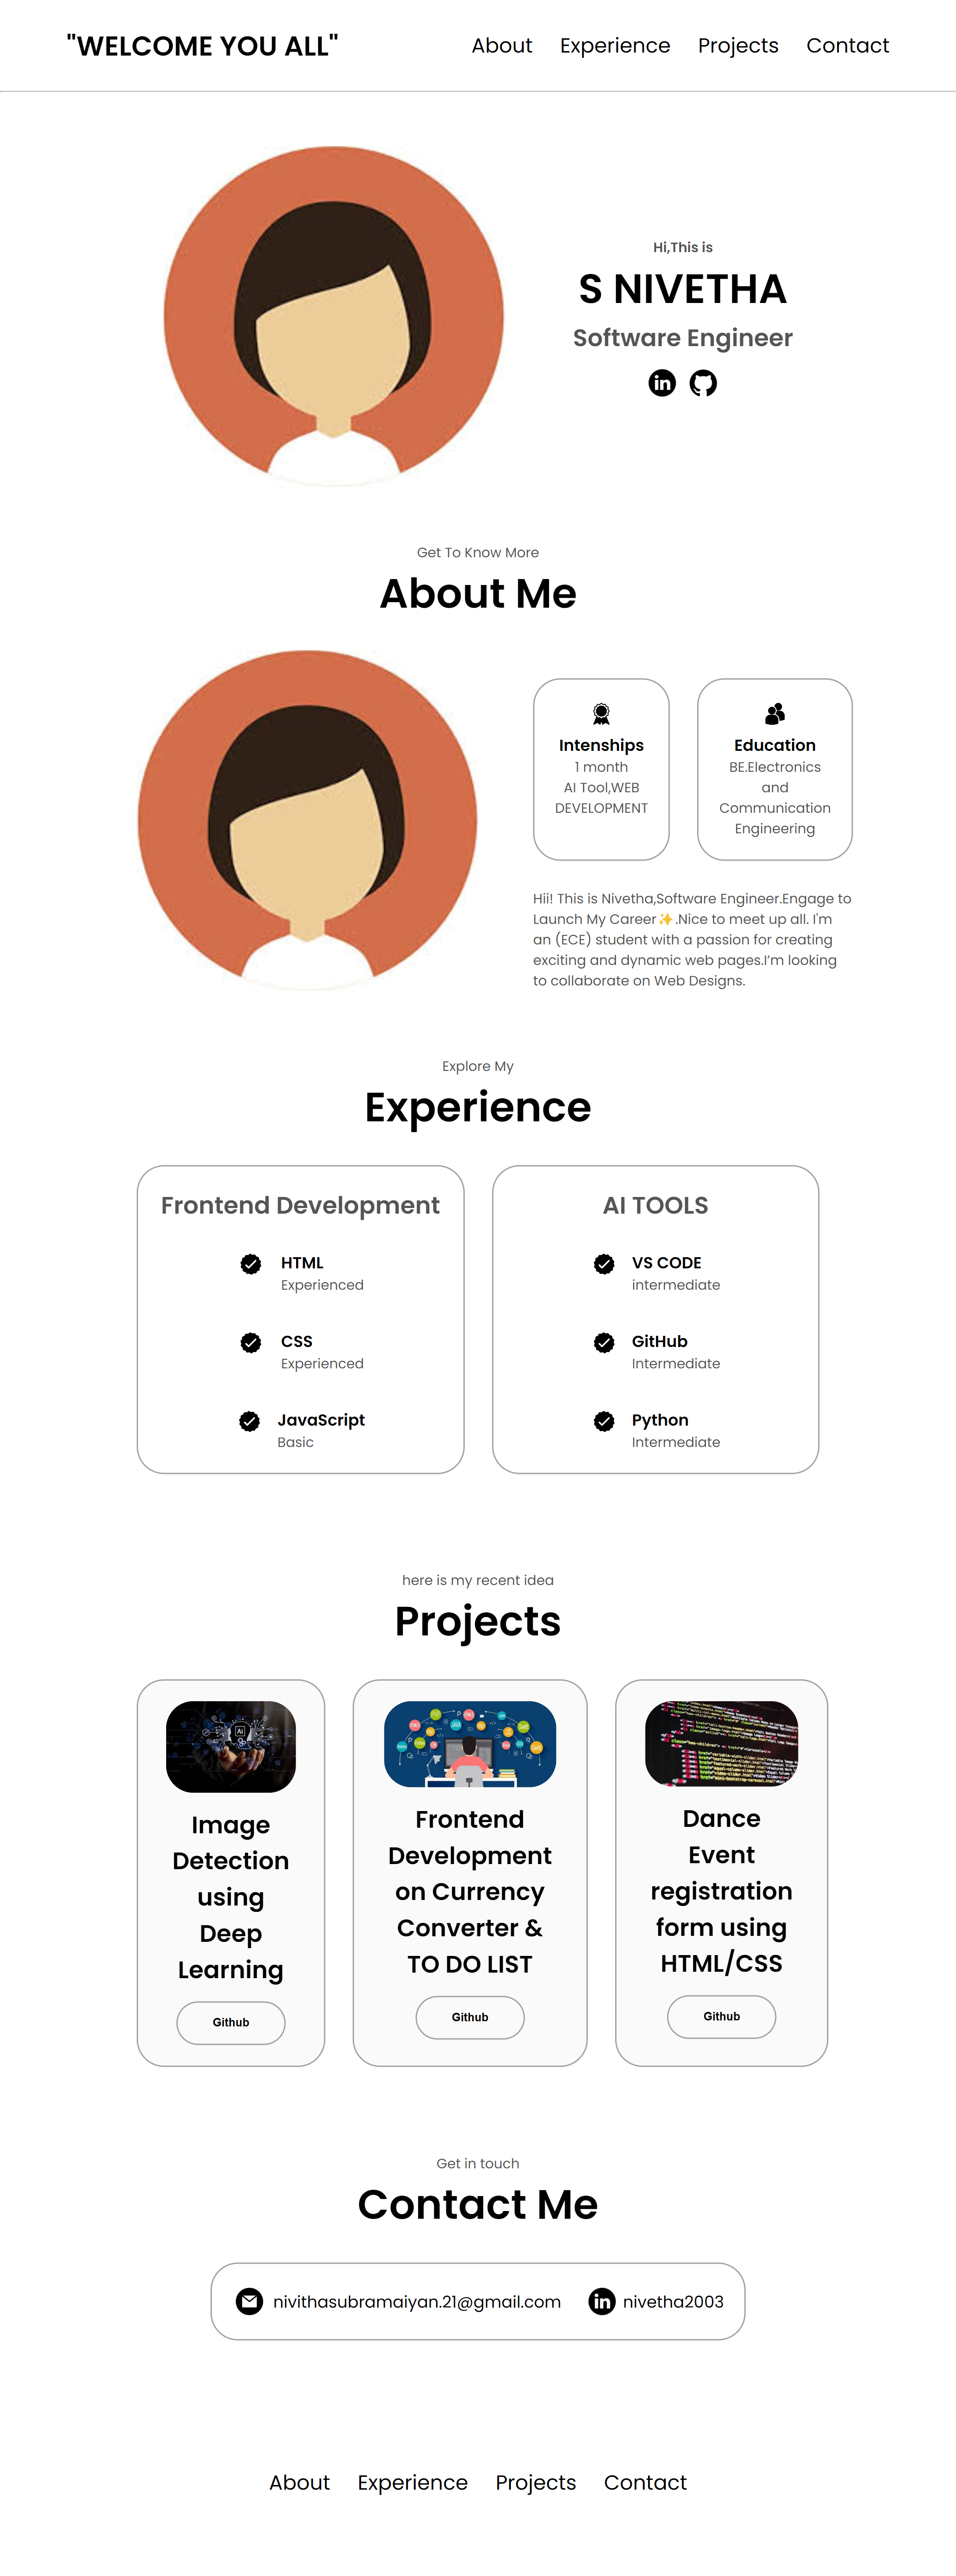 "WELCOME YOU ALL"
About Experience Projects Contact
Hi,This is
S NIVETHA
Software Engineer
Get To Know More
About Me
Intenships
1 month
AI Tool,WEB
DEVELOPMENT
Education
BE.Electronics
and
Communication
Engineering
Hii! This is Nivetha,Software Engineer.Engage to
Launch My Career✨.Nice to meet up all. I'm
an (ECE) student with a passion for creating
exciting and dynamic web pages.I'm looking
to collaborate on Web Designs.
Explore My
Experience
Frontend Development
HTML
Experienced
CSS
Experienced
JavaScript
Basic
AI TOOLS
VS CODE
intermediate
GitHub
Intermediate
Python
Intermediate
here is my recent idea
Projects
Image
Detection
using
Deep
Learning
Github
Frontend
Development
on Currency
Converter &
TO DO LIST
Github
Dance
Event
registration
form using
HTML/CSS
Github
Get in touch
Contact Me
nivithasubramaiyan.21@gmail.com
nivetha2003
About Experience Projects Contact